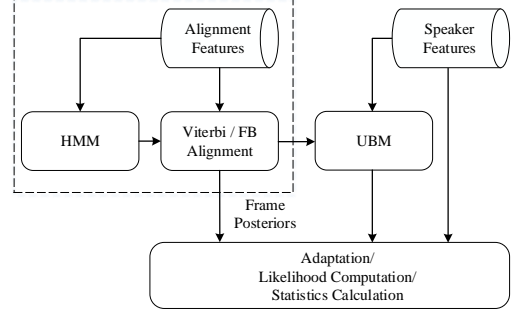 Alignment
Features
Speaker
Features
HMM
Viterbi / FB
Alignment
UBM
Frame
Posteriors
Adaptation/
Likelihood Computation/
Statistics Calculation